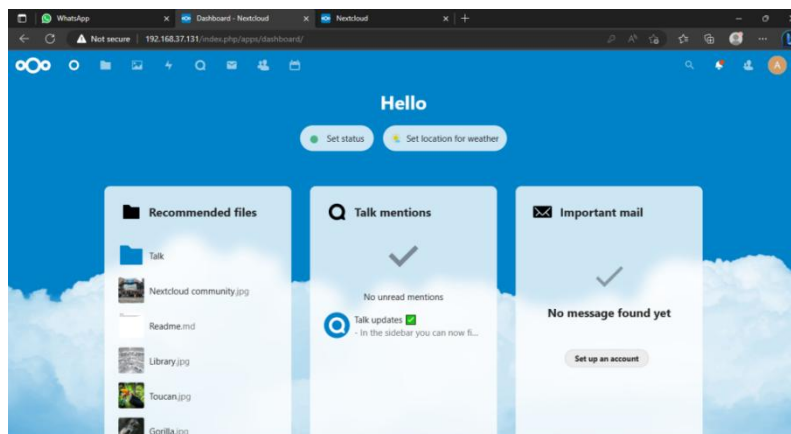 WhatsApp
Dashboard - Nextcloud
Nextcloud
Not secure | 192.168.37.131/index.php/apps/dashboard/
A
Hello
Set status
Set location for weather
Recommended files
Talk
Nextcloud community.jpg
Readme.md
Library.jpg
Toucan.jpg
Gorilla.jpg
Talk mentions
No unread mentions
Talk updates ✅
- In the sidebar you can now fi...
Important mail
No message found yet
Set up an account